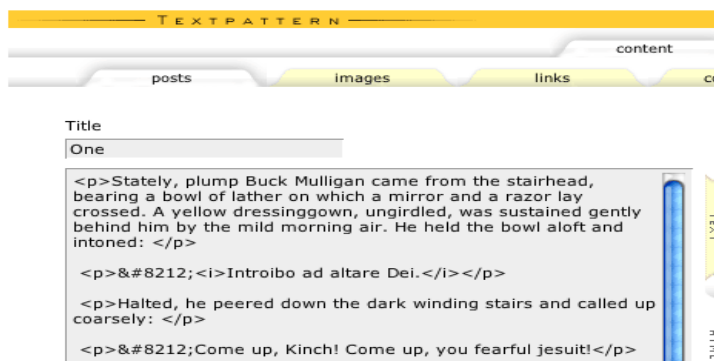 TEXTPATTERN
content
posts images links
Title
One
<p>Stately, plump Buck Mulligan came from the stairhead,
bearing a bowl of lather on which a mirror and a razor lay
crossed. A yellow dressinggown, ungirdled, was sustained gently
behind him by the mild morning air. He held the bowl aloft and
intoned: </p>
<p>&#8212;<i>Introibo ad altare Dei.</i></p>
<p>Halted, he peered down the dark winding stairs and called up
coarsely: </p>
<p>&#8212;Come up, Kinch! Come up, you fearful jesuit!</p>
TEXT
HTML